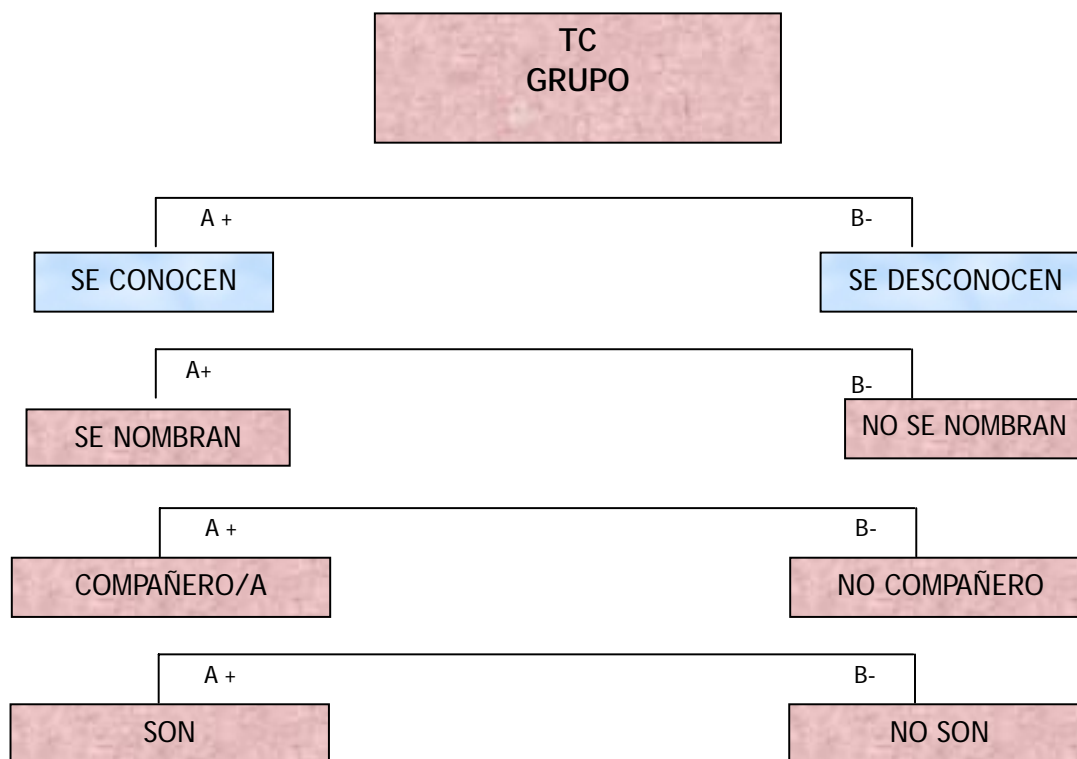 TC
GRUPO
A +
B-
SE CONOCEN
SE DESCONOCEN
A+
B-
SE NOMBRAN
NO SE NOMBRAN
A +
B-
COMPAÑERO/A
NO COMPAÑERO
A +
B-
SON
NO SON